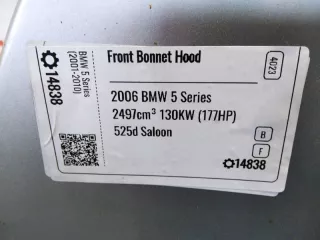 Front Bonnet Hood
4023
14838
BMW 5 Series
(2001-2010)
2006 BMW 5 Series
2497cm³ 130KW (177HP)
525d Saloon
B
F
14838